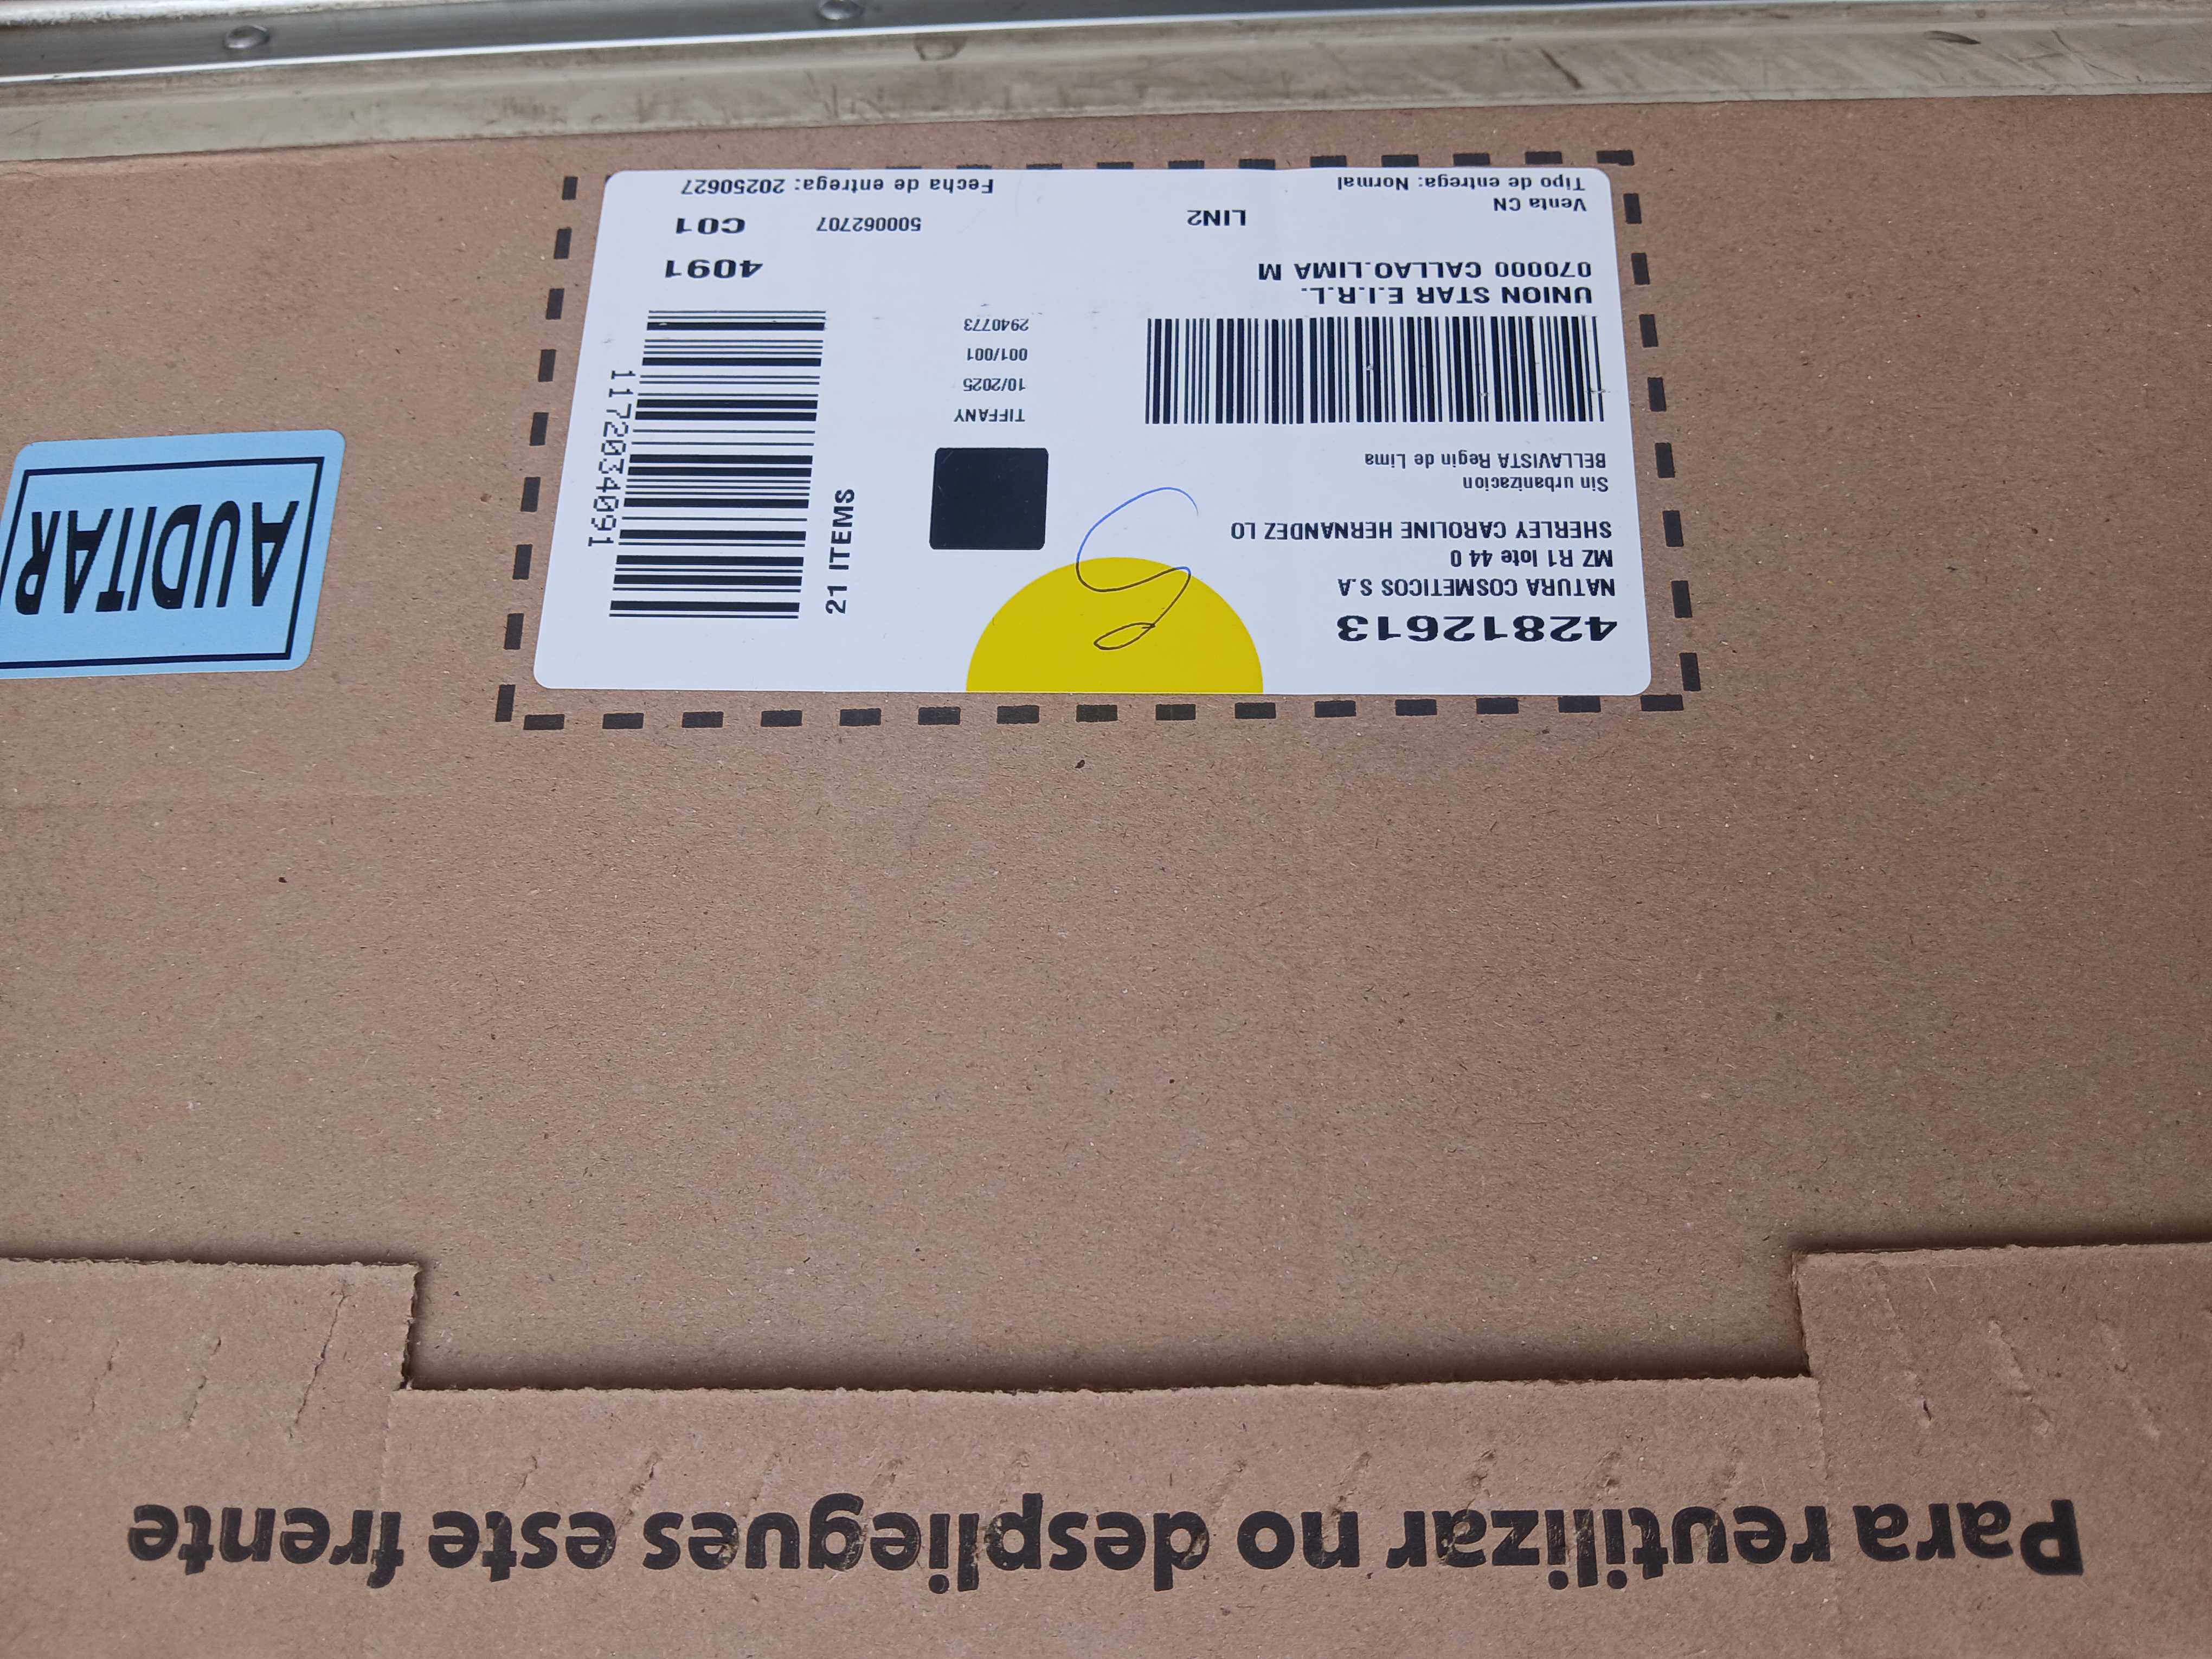 Para reutilizar no despliegues este frente
42812613
NATURA COSMETICOS S.A
MZ R1 lote 44 0
SHERLEY CAROLINE HERNANDEZ LO
Sin urbanizacion
BELLAVISTA Regin de Lima
UNION STAR E.I.R.L.
070000 CALLAO.LIMA M
Venta CN
Tipo de entrega: Normal
LIN2
TIFFANY
10/2025
001/001
2940773
21 ITEMS
1172034091
4091
500062707
C01
Fecha de entrega: 20250627
AUDITAR